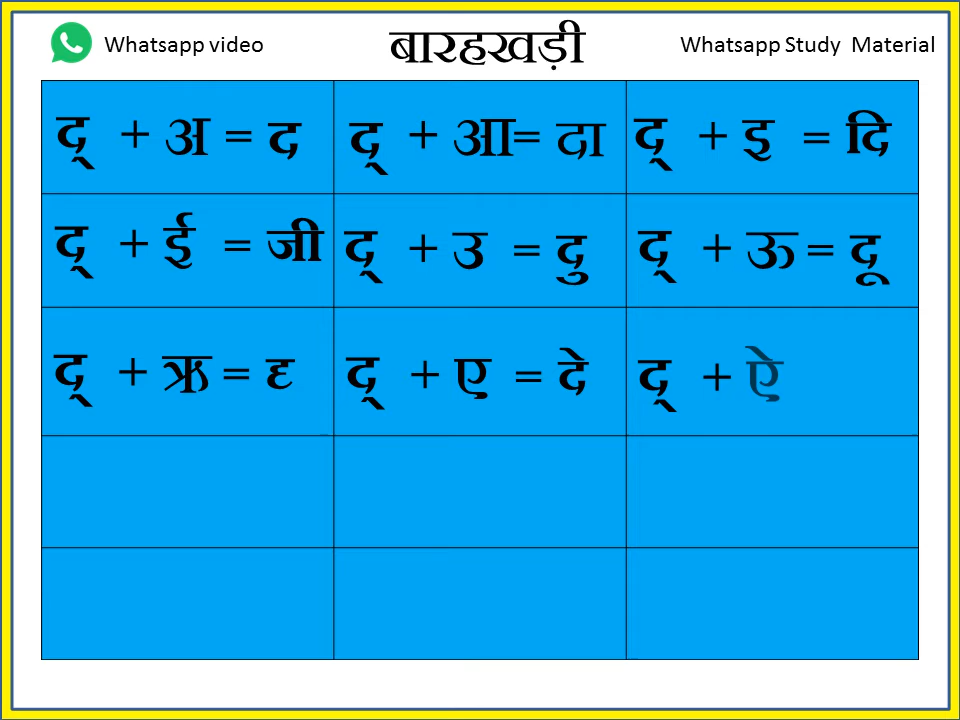 Whatsapp video
बारहखड़ी
Whatsapp Study Material
द् + अ = द
द् + आ= दा
द् + इ = दि
द् + ई = जी
द् + उ = दु
द् + ऊ = दू
द् + ऋ = दृ
द् + ए = दे
द् + ऐ